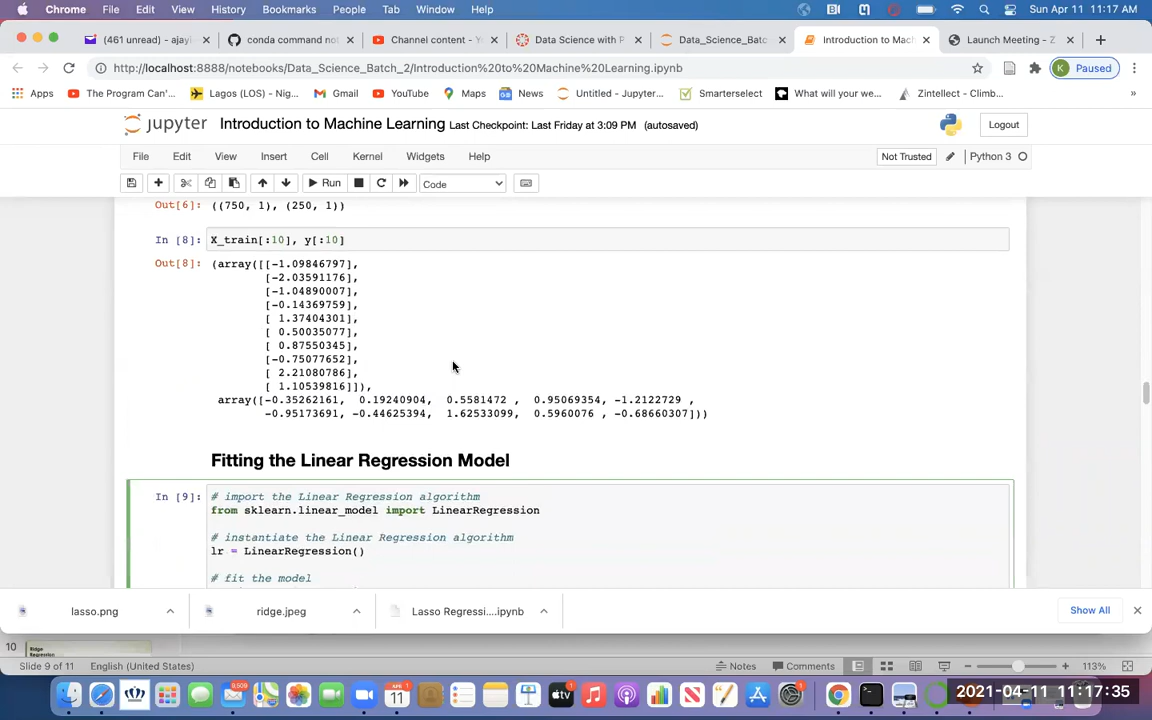 Chrome File Edit View History Bookmarks People Tab Window Help Sun Apr 11 11:17 AM
(461 unread) - ajay conda command no Channel content - Y Data Science with P Data_Science_Batc Introduction to Mac Launch Meeting - Z
http://localhost:8888/notebooks/Data_Science_Batch_2/Introduction%20to%20Machine%20Learning.ipynb K Paused
Apps The Program Can'... Lagos (LOS) - Nig... Gmail YouTube Maps News Untitled - Jupyter... Smarterselect What will your we... Zintellect - Climb... »
jupyter Introduction to Machine Learning Last Checkpoint: Last Friday at 3:09 PM (autosaved) Logout
File Edit View Insert Cell Kernel Widgets Help Not Trusted Python 3
Run Code
Out[6]: ((750, 1), (250, 1))
In [8]: X_train[:10], y[:10]
Out[8]: (array([[-1.09846797],
[-2.03591176],
[-1.04890007],
[-0.14369759],
[ 1.37404301],
[ 0.50035077],
[ 0.87550345],
[-0.75077652],
[ 2.21080786],
[ 1.10539816]]),
array([-0.35262161, 0.19240904, 0.5581472 , 0.95069354, -1.2122729 ,
-0.95173691, -0.44625394, 1.62533099, 0.5960076 , -0.68660307]))
Fitting the Linear Regression Model
In [9]: # import the Linear Regression algorithm
from sklearn.linear_model import LinearRegression
# instantiate the Linear Regression algorithm
lr = LinearRegression()
# fit the model
lasso.png ridge.jpeg Lasso Regressi....ipynb Show All
10 Ridge Regression
Slide 9 of 11 English (United States) Notes Comments 113%
2021-04-11 11:17:35